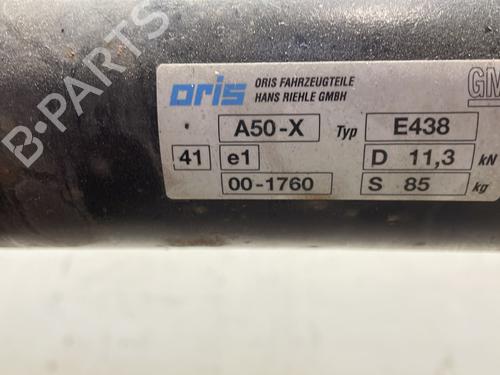 oris ORIS FAHRZEUGTEILE GM
HANS RIEHLE GMBH
A50-X Typ E438
41 e1 D 11,3 kN
00-1760 S 85 kg
B-PARTS